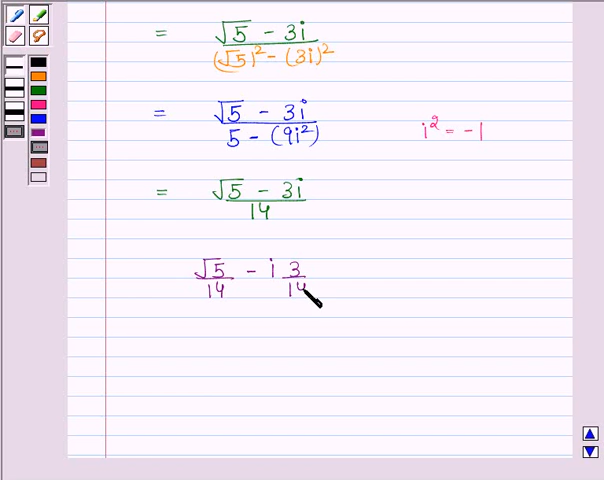 = √5 - 3i / (√5)² - (3i)²
= √5 - 3i / 5 - (9i²)
i² = -1
= √5 - 3i / 14
√5/14 - i 3/14